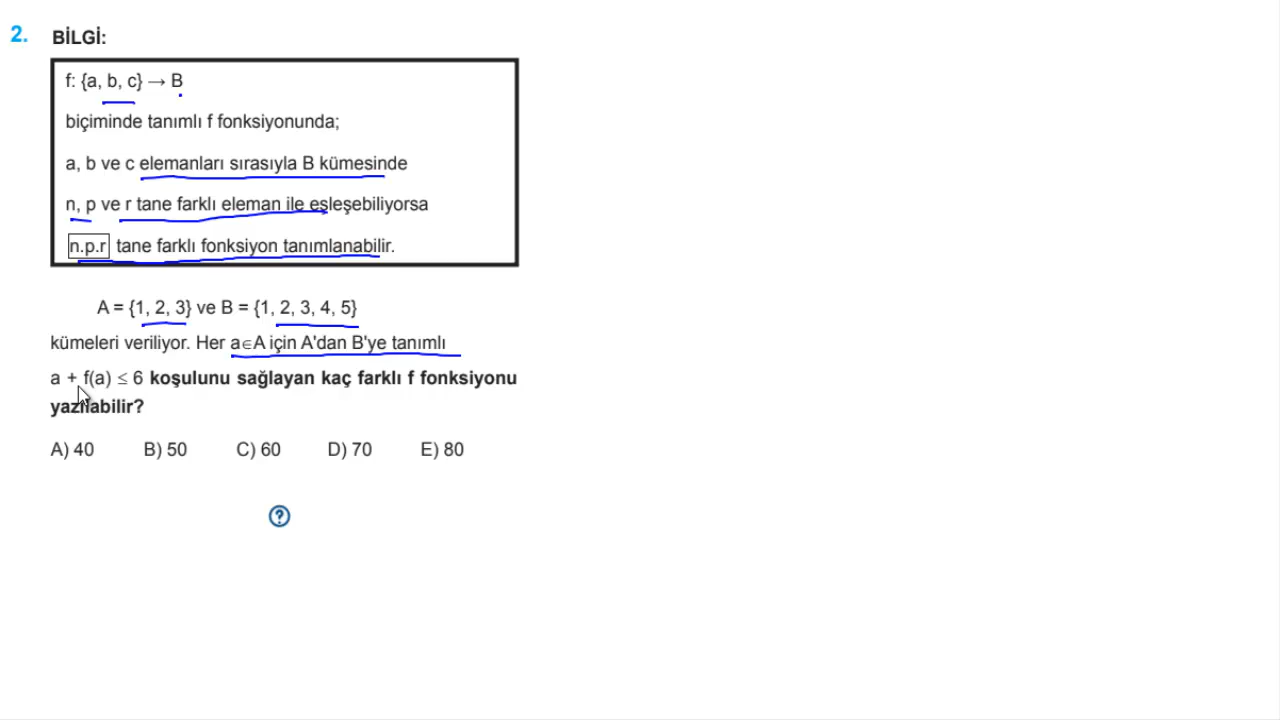 2. BİLGİ:
f: {a, b, c} → B
biçiminde tanımlı f fonksiyonunda;
a, b ve c elemanları sırasıyla B kümesinde
n, p ve r tane farklı eleman ile eşleşebiliyorsa
n.p.r tane farklı fonksiyon tanımlanabilir.
A = {1, 2, 3} ve B = {1, 2, 3, 4, 5}
kümeleri veriliyor. Her a∈A için A'dan B'ye tanımlı
a + f(a) ≤ 6 koşulunu sağlayan kaç farklı f fonksiyonu
yazılabilir?
A) 40 B) 50 C) 60 D) 70 E) 80
?